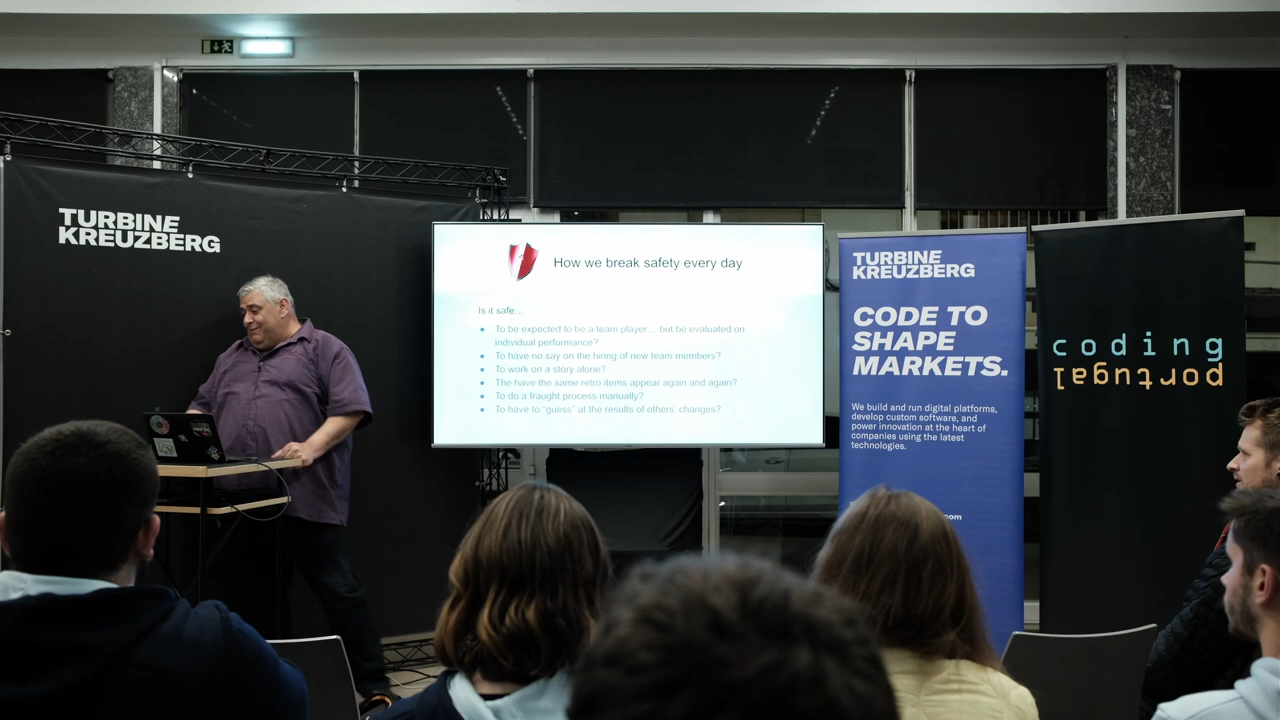 TURBINE
KREUZBERG
How we break safety every day
Is it safe…
To be expected to be a team player… but be evaluated on
individual performance?
To have no say on the hiring of new team members?
To work on a story alone?
The have the same retro items appear again and again?
To do a fraught process manually?
To have to “guess” at the results of others’ changes?
TURBINE
KREUZBERG
CODE TO
SHAPE
MARKETS.
We build and run digital platforms,
develop custom software, and
power innovation at the heart of
companies using the latest
technologies.
coding
portugal